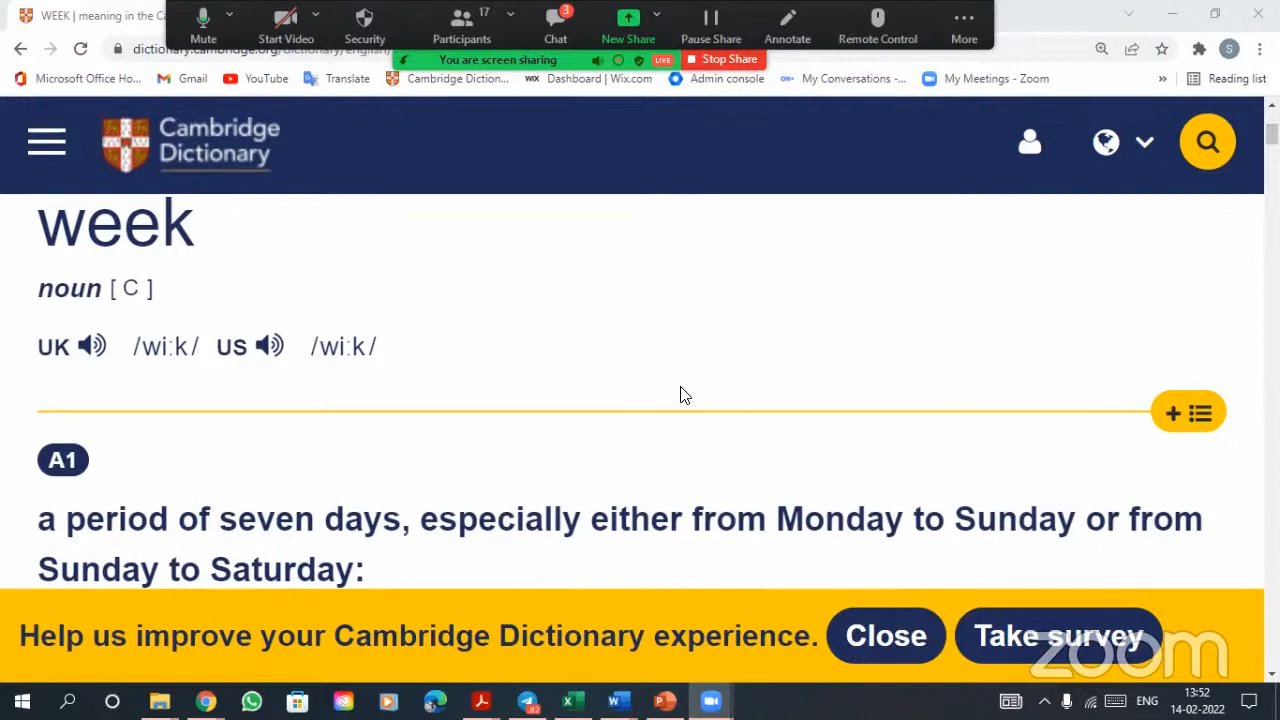 WEEK | meaning in the Ca
17
3
Mute
Start Video
Security
Participants
Chat
New Share
Pause Share
Annotate
Remote Control
More
dictionary.cambridge.org/dictionary/english/
You are screen sharing
LIVE
Stop Share
S
Microsoft Office Ho...
Gmail
YouTube
Translate
Cambridge Diction...
WIX Dashboard | Wix.com
Admin console
My Conversations -...
My Meetings - Zoom
»
Reading list
Cambridge
Dictionary
week
noun [ C ]
UK /wiːk/ US /wiːk/
+
A1
a period of seven days, especially either from Monday to Sunday or from
Sunday to Saturday:
Help us improve your Cambridge Dictionary experience. Close Take survey
zoom
82
ENG
13:52
14-02-2022